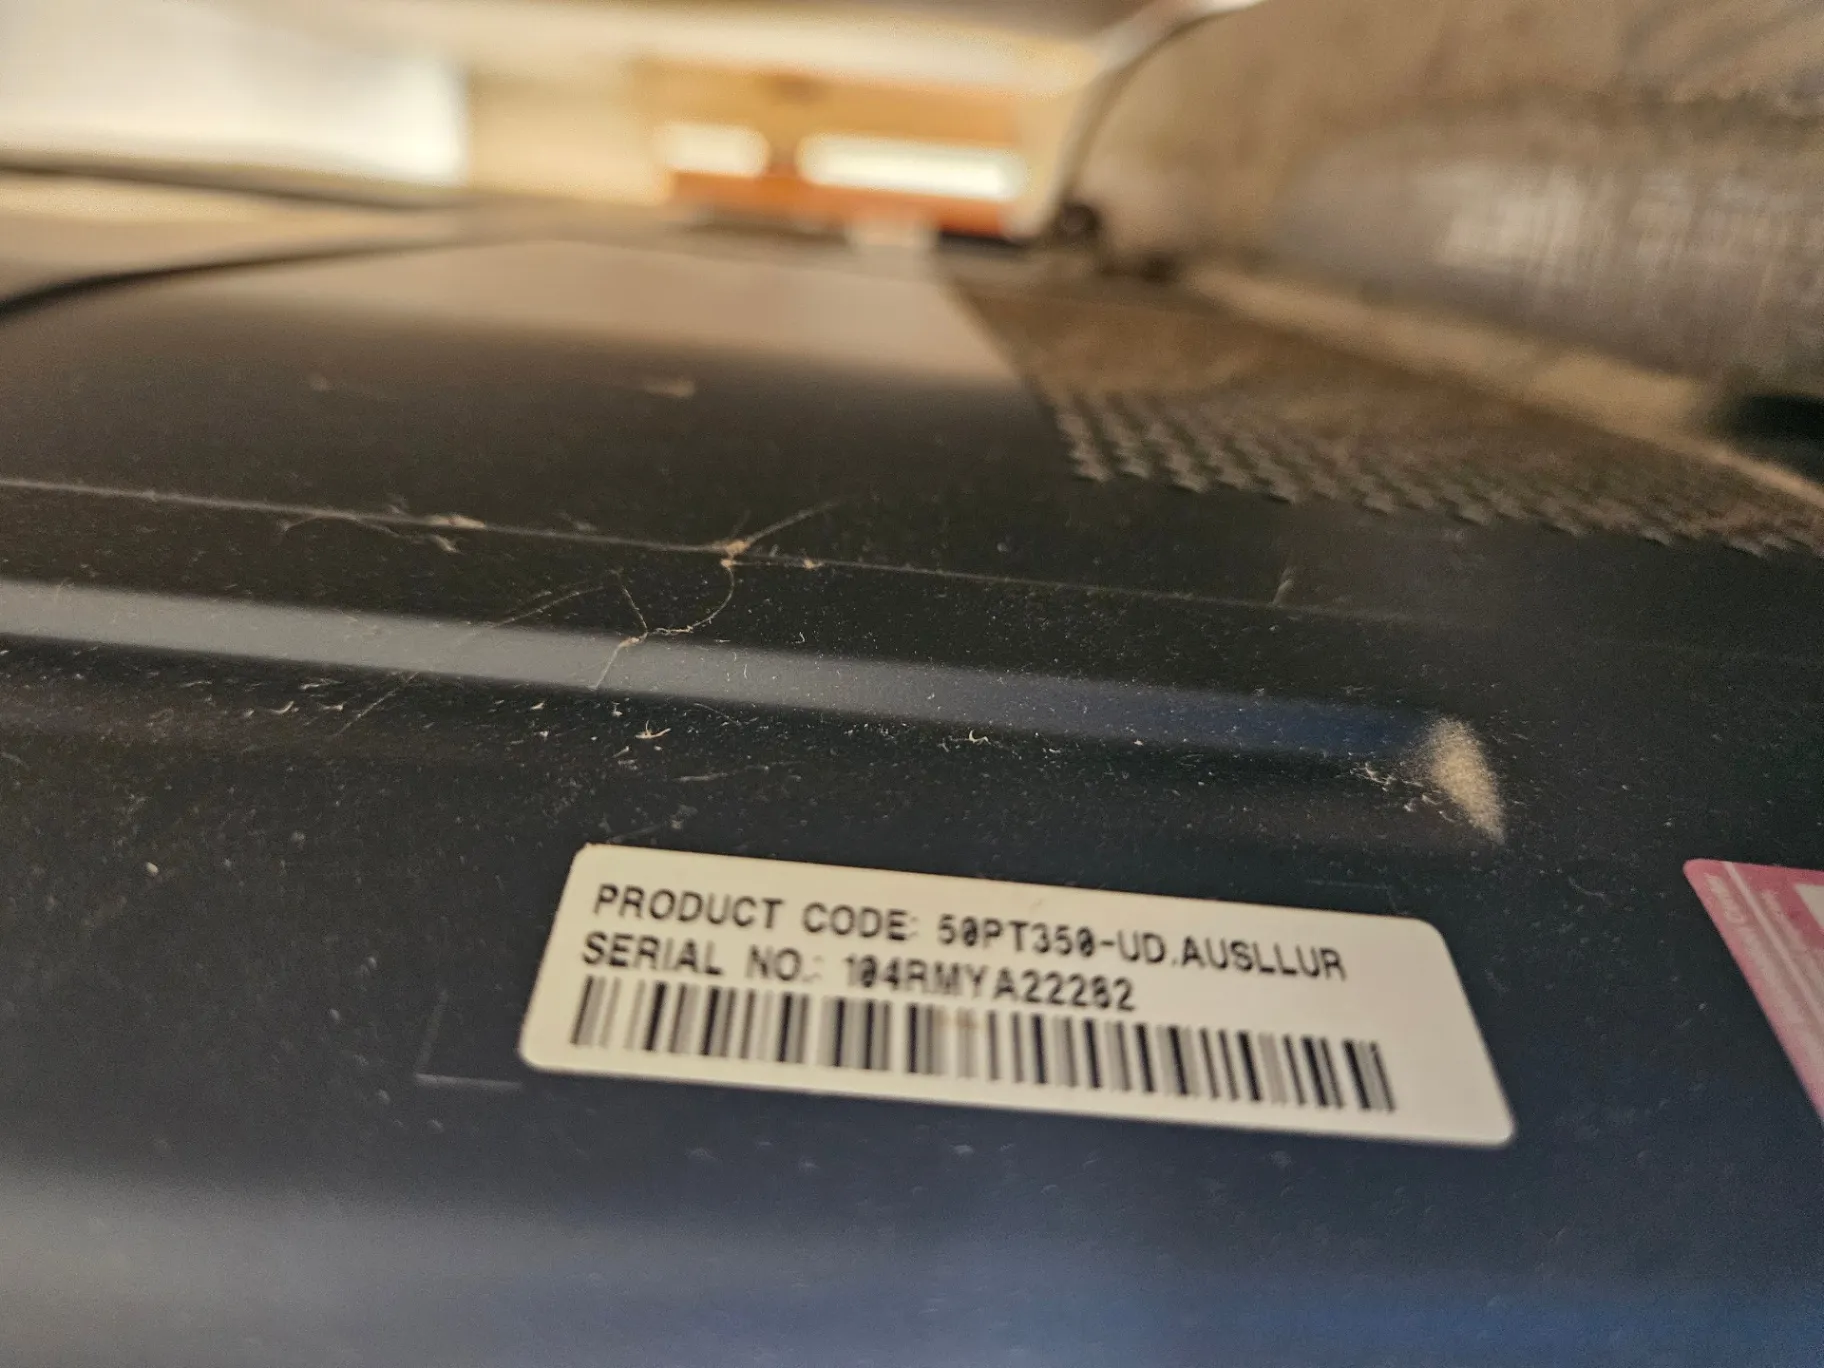 PRODUCT CODE: 50PT350-UD.AUSLLUR
SERIAL NO.: 104RMYA22282